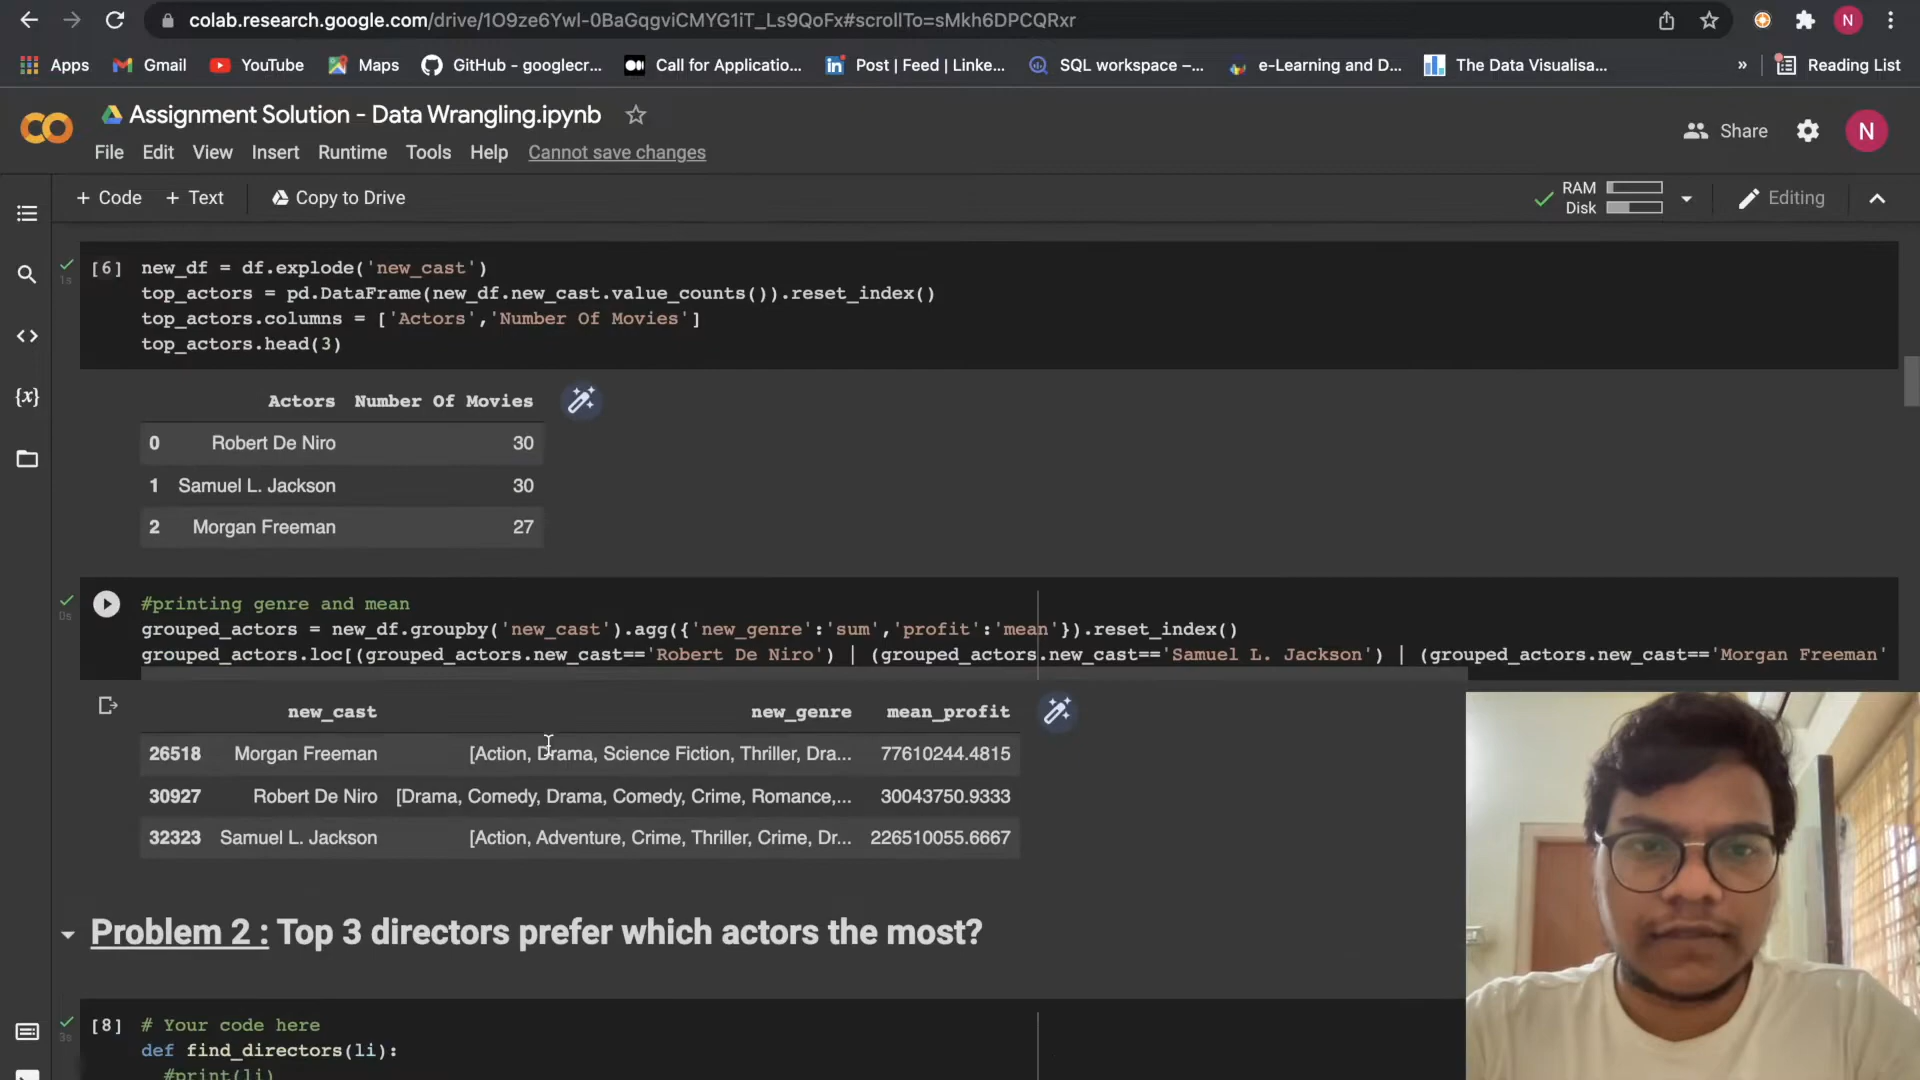 colab.research.google.com/drive/1O9ze6Ywl-0BaGqgviCMYG1iT_Ls9QoFx#scrollTo=sMkh6DPCQRxr
N
Apps Gmail YouTube Maps GitHub - googlecr... Call for Applicatio... Post | Feed | Linke... SQL workspace –... e-Learning and D... The Data Visualisa... » Reading List
Assignment Solution - Data Wrangling.ipynb
File Edit View Insert Runtime Tools Help Cannot save changes
Share N
+ Code + Text Copy to Drive
RAM
Disk
Editing
[6] new_df = df.explode('new_cast')
1s
top_actors = pd.DataFrame(new_df.new_cast.value_counts()).reset_index()
top_actors.columns = ['Actors','Number Of Movies']
top_actors.head(3)
{x}
Actors Number Of Movies
0 Robert De Niro 30
1 Samuel L. Jackson 30
2 Morgan Freeman 27
#printing genre and mean
0s
grouped_actors = new_df.groupby('new_cast').agg({'new_genre':'sum','profit':'mean'}).reset_index()
grouped_actors.loc[(grouped_actors.new_cast=='Robert De Niro') | (grouped_actors.new_cast=='Samuel L. Jackson') | (grouped_actors.new_cast=='Morgan Freeman'
new_cast new_genre mean_profit
26518 Morgan Freeman [Action, Drama, Science Fiction, Thriller, Dra... 77610244.4815
30927 Robert De Niro [Drama, Comedy, Drama, Comedy, Crime, Romance,... 30043750.9333
32323 Samuel L. Jackson [Action, Adventure, Crime, Thriller, Crime, Dr... 226510055.6667
Problem 2 : Top 3 directors prefer which actors the most?
[8] # Your code here
3s
def find_directors(li):
#print(li)